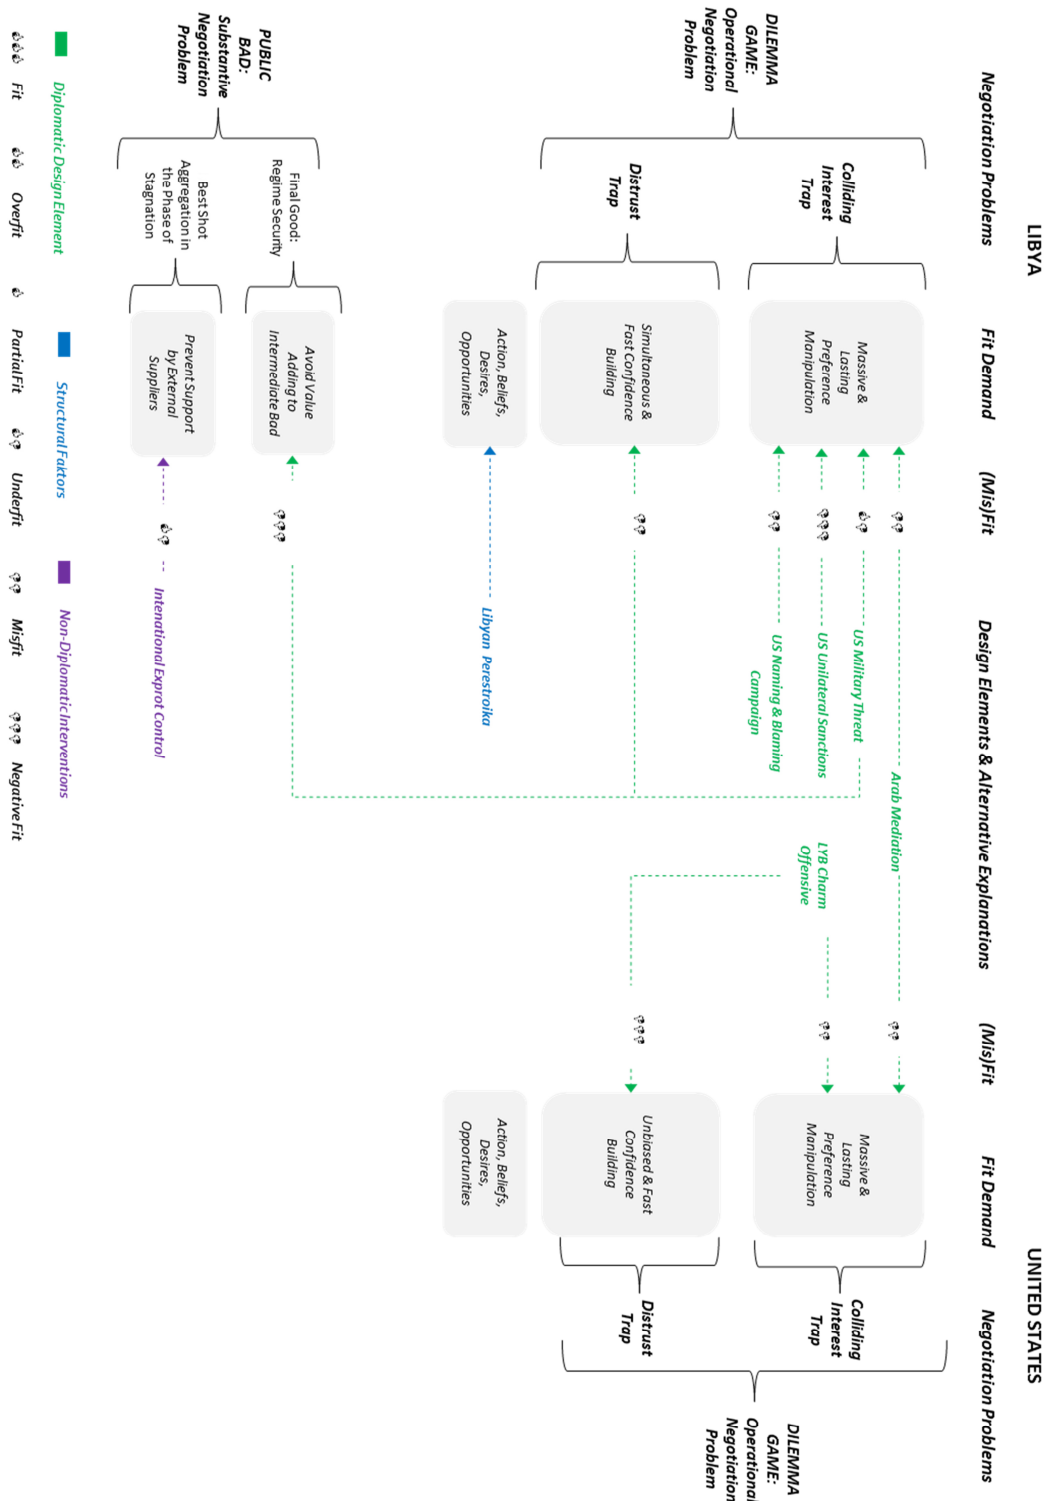 LIBYA
UNITED STATES
Negotiation Problems
Fit Demand
(Mis)Fit
Design Elements & Alternative Explanations
(Mis)Fit
Fit Demand
Negotiation Problems
DILEMMA
GAME:
Operational
Negotiation
Problem
Colliding
Interest
Trap
Massive &
Lasting
Preference
Manipulation
Arab Mediation
US Military Threat
US Unilateral Sanctions
US Naming & Blaming
Campaign
LYB Charm
Offensive
Massive &
Lasting
Preference
Manipulation
Colliding
Interest
Trap
DILEMMA
GAME:
Operational
Negotiation
Problem
Distrust
Trap
Simultaneous &
Fast Confidence
Building
Unbiased & Fast
Confidence
Building
Distrust
Trap
Action, Beliefs,
Desires,
Opportunities
Libyan Perestroika
Action, Beliefs,
Desires,
Opportunities
PUBLIC
BAD:
Substantive
Negotiation
Problem
Final Good:
Regime Security
Avoid Value
Adding to
Intermediate Bad
Best Shot
Aggregation in
the Phase of
Stagnation
Prevent Support
by External
Suppliers
Intenational Exprot Control
Diplomatic Design Element
Structural Faktors
Non-Diplomatic Interventions
Fit
Overfit
Partial Fit
Underfit
Misfit
Negative Fit